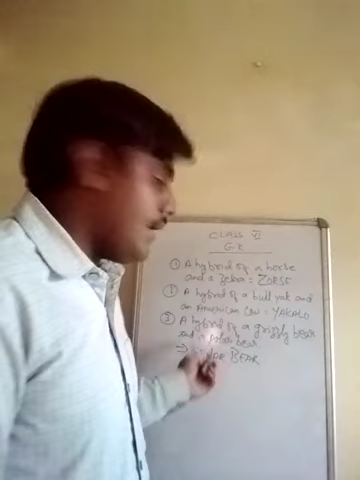 CLASS VI
G.K
① A hybrid of a horse
and a Zebra = ZORSE
② A hybrid of a bull yak and
an American Cow = YAKALO
③ A hybrid of a grizzly bear
and a polar bear
⇒ BEAR